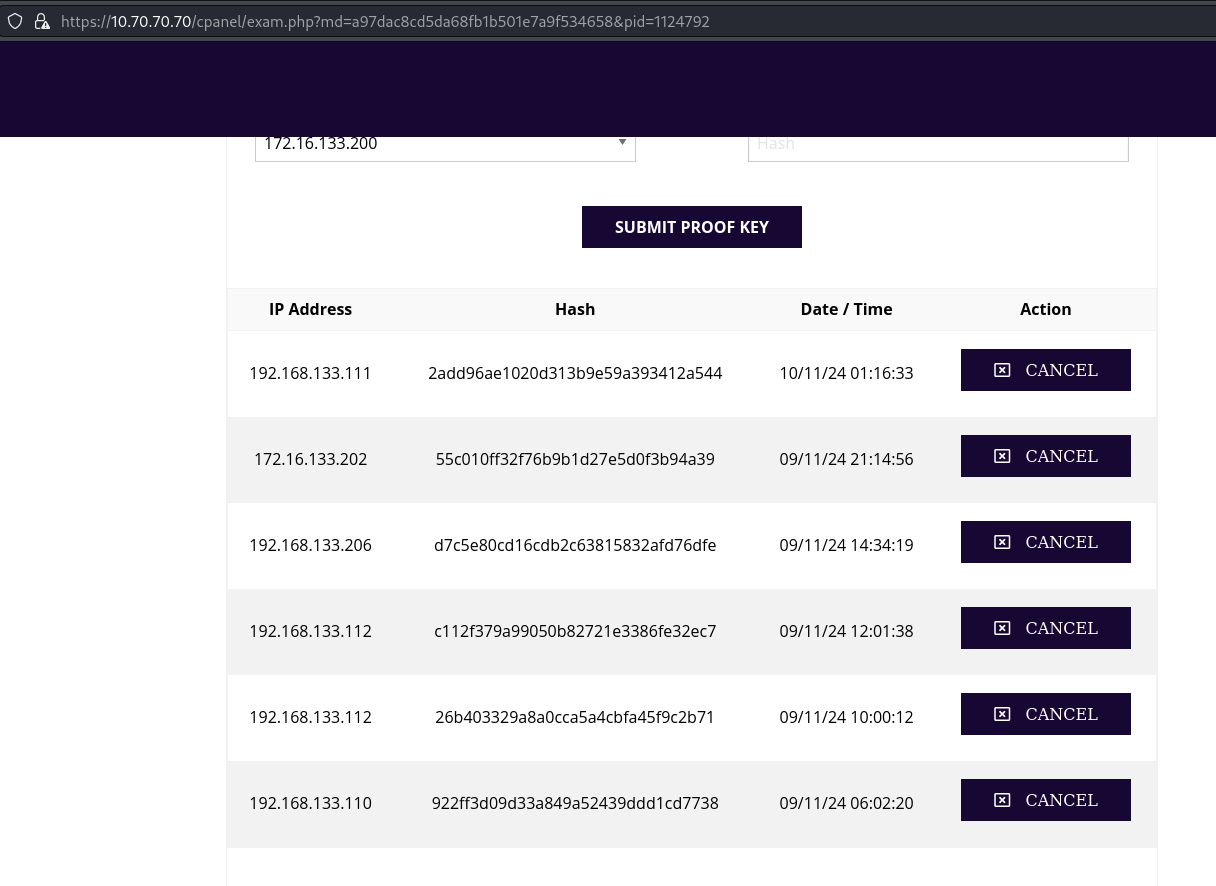 https://10.70.70.70/cpanel/exam.php?md=a97dac8cd5da68fb1b501e7a9f534658&pid=1124792
172.16.133.200 Hash
SUBMIT PROOF KEY
IP Address Hash Date / Time Action
192.168.133.111 2add96ae1020d313b9e59a393412a544 10/11/24 01:16:33 CANCEL
172.16.133.202 55c010ff32f76b9b1d27e5d0f3b94a39 09/11/24 21:14:56 CANCEL
192.168.133.206 d7c5e80cd16cdb2c63815832afd76dfe 09/11/24 14:34:19 CANCEL
192.168.133.112 c112f379a99050b82721e3386fe32ec7 09/11/24 12:01:38 CANCEL
192.168.133.112 26b403329a8a0cca5a4cbfa45f9c2b71 09/11/24 10:00:12 CANCEL
192.168.133.110 922ff3d09d33a849a52439ddd1cd7738 09/11/24 06:02:20 CANCEL